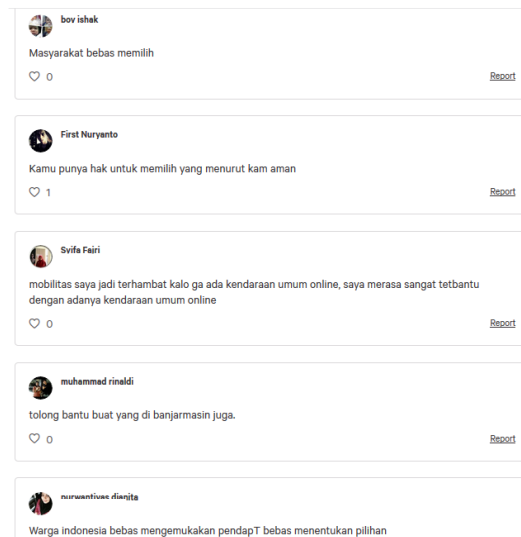 bov ishak
Masyarakat bebas memilih
0
Report
First Nuryanto
Kamu punya hak untuk memilih yang menurut kam aman
1
Report
Syifa Fajri
mobilitas saya jadi terhambat kalo ga ada kendaraan umum online, saya merasa sangat tetbantu
dengan adanya kendaraan umum online
0
Report
muhammad rinaldi
tolong bantu buat yang di banjarmasin juga.
0
Report
nurwantiyas dianita
Warga indonesia bebas mengemukakan pendapT bebas menentukan pilihan